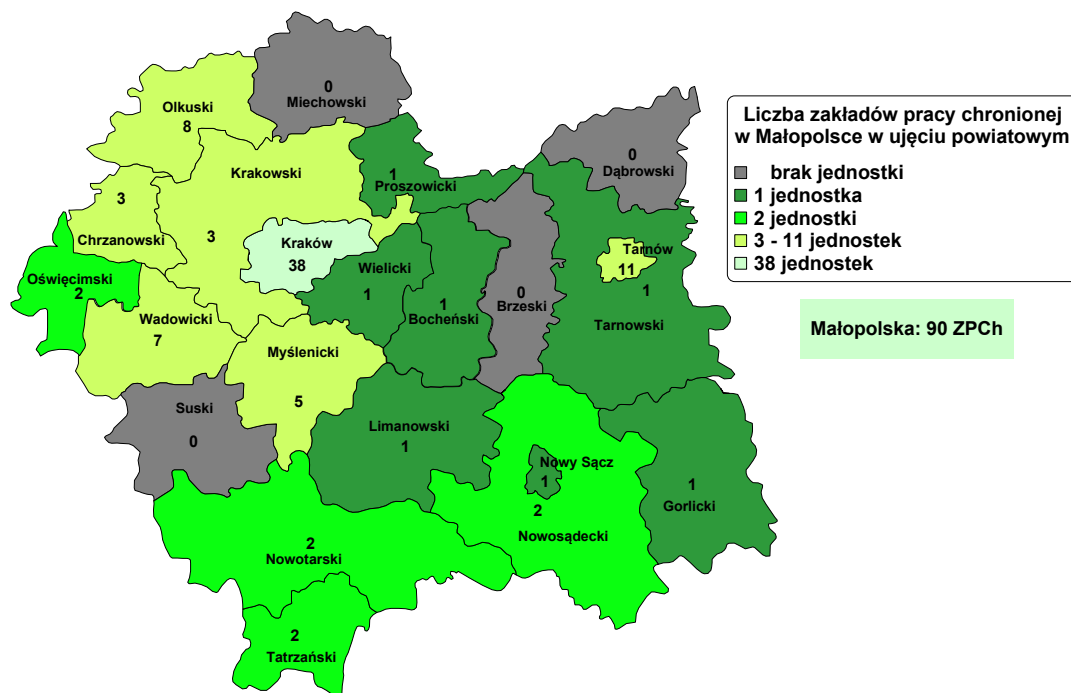 0
Miechowski
Olkuski
8
Liczba zakładów pracy chronionej
w Małopolsce w ujęciu powiatowym
brak jednostki
1 jednostka
2 jednostki
3 - 11 jednostek
38 jednostek
Małopolska: 90 ZPCh
0
Dąbrowski
Krakowski
3
1
Proszowicki
3
Chrzanowski
Kraków
38
Tarnów
11
Oświęcimski
2
Wielicki
1
1
Bocheński
0
Brzeski
1
Tarnowski
Wadowicki
7
Myślenicki
5
Suski
0
Limanowski
1
Nowy Sącz
1
2
Nowosądecki
1
Gorlicki
2
Nowotarski
2
Tatrzański